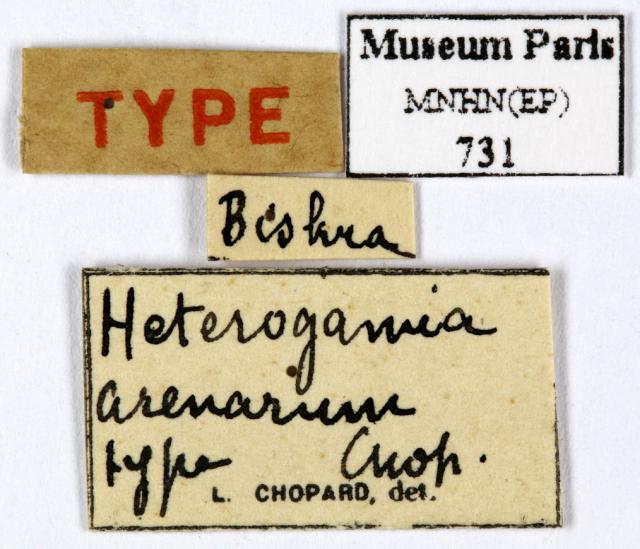 TYPE
Museum Paris
MNHN(EP)
731
Biskra
Heterogamia
arenarium
type Chop.
L. CHOPARD, det.